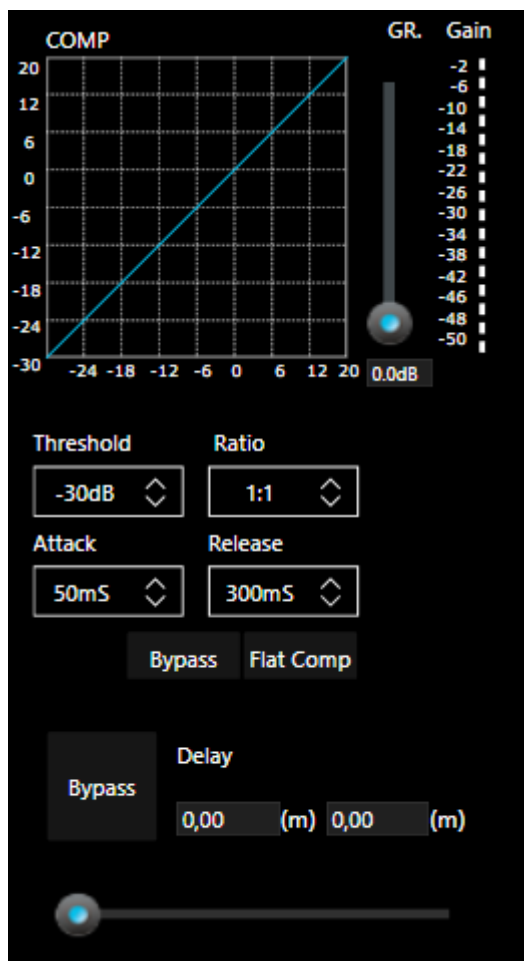 COMP
GR. Gain
20
12
6
0
-6
-12
-18
-24
-30
-24 -18 -12 -6 0 6 12 20
-2
-6
-10
-14
-18
-22
-26
-30
-34
-38
-42
-46
-48
-50
0.0dB
Threshold Ratio
-30dB 1:1
Attack Release
50mS 300mS
Bypass Flat Comp
Bypass
Delay
0,00 (m) 0,00 (m)